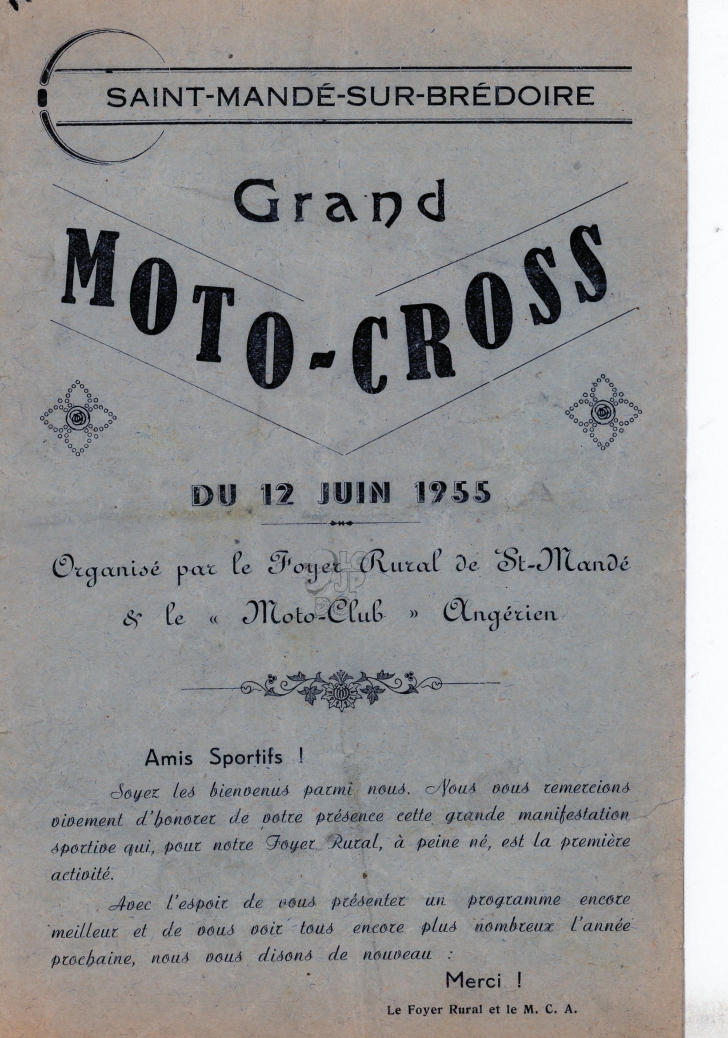 SAINT-MANDÉ-SUR-BRÉDOIRE
Grand
MOTO-CROSS
DU 12 JUIN 1955
Organisé par le Foyer Rural de St-Mandé
& le « Moto-Club » Angérien
Amis Sportifs !
Soyez les bienvenus parmi nous. Nous vous remercions
vivement d'honorer de votre présence cette grande manifestation
sportive qui, pour notre Foyer Rural, à peine né, est la première
activité.
Avec l'espoir de vous présenter un programme encore
meilleur et de vous voir tous encore plus nombreux l'année
prochaine, nous vous disons de nouveau :
Merci !
Le Foyer Rural et le M. C. A.